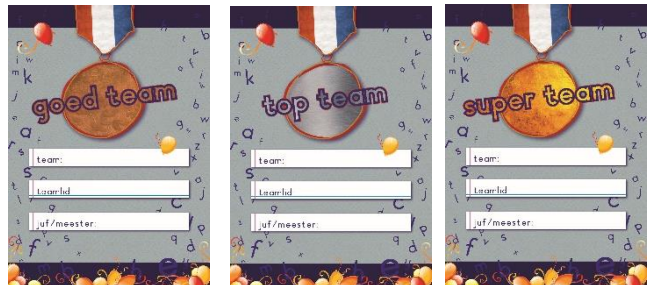 goed team
team:
teamlid
juf/meester:
top team
team:
teamlid
juf/meester:
super team
team:
teamlid
juf/meester: